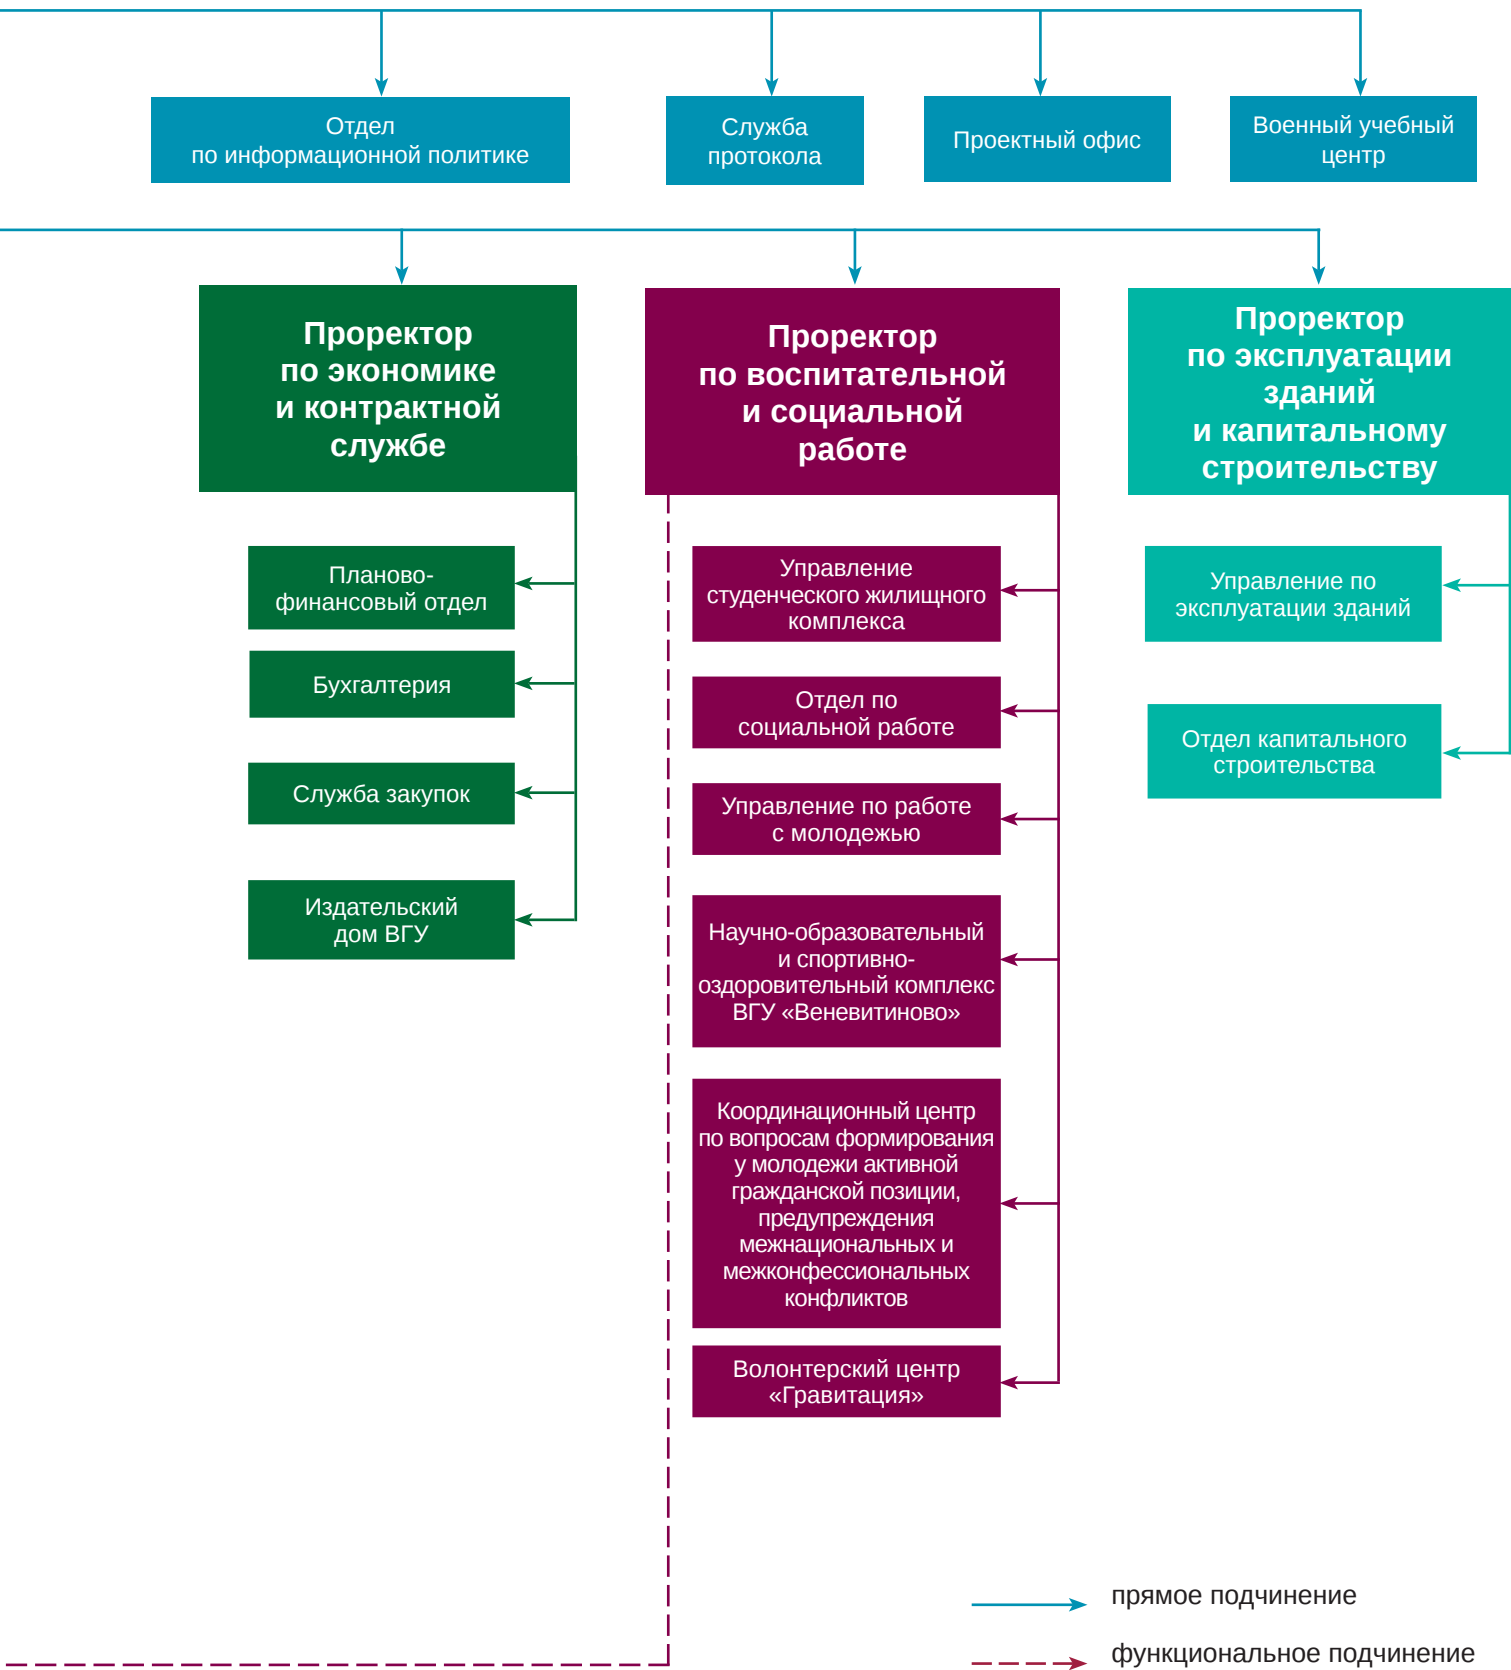 Отдел
по информационной политике
Служба
протокола
Проектный офис
Военный учебный
центр
Проректор
по экономике
и контрактной
службе
Проректор
по воспитательной
и социальной
работе
Проректор
по эксплуатации
зданий
и капитальному
строительству
Планово-
финансовый отдел
Бухгалтерия
Служба закупок
Издательский
дом ВГУ
Управление
студенческого жилищного
комплекса
Отдел по
социальной работе
Управление по работе
с молодежью
Научно-образовательный
и спортивно-
оздоровительный комплекс
ВГУ «Веневитиново»
Координационный центр
по вопросам формирования
у молодежи активной
гражданской позиции,
предупреждения
межнациональных и
межконфессиональных
конфликтов
Волонтерский центр
«Гравитация»
Управление по
эксплуатации зданий
Отдел капитального
строительства
прямое подчинение
функциональное подчинение